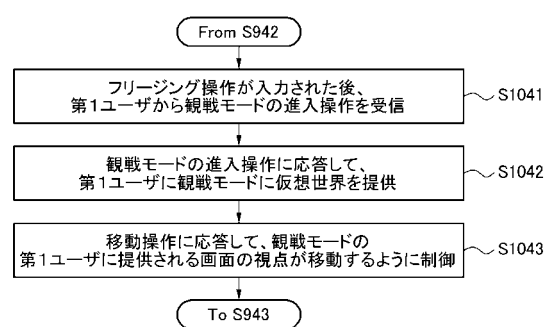 From S942
フリージング操作が入力された後、
第1ユーザから観戦モードの進入操作を受信
S1041
観戦モードの進入操作に応答して、
第1ユーザに観戦モードに仮想世界を提供
S1042
移動操作に応答して、観戦モードの
第1ユーザに提供される画面の視点が移動するように制御
S1043
To S943